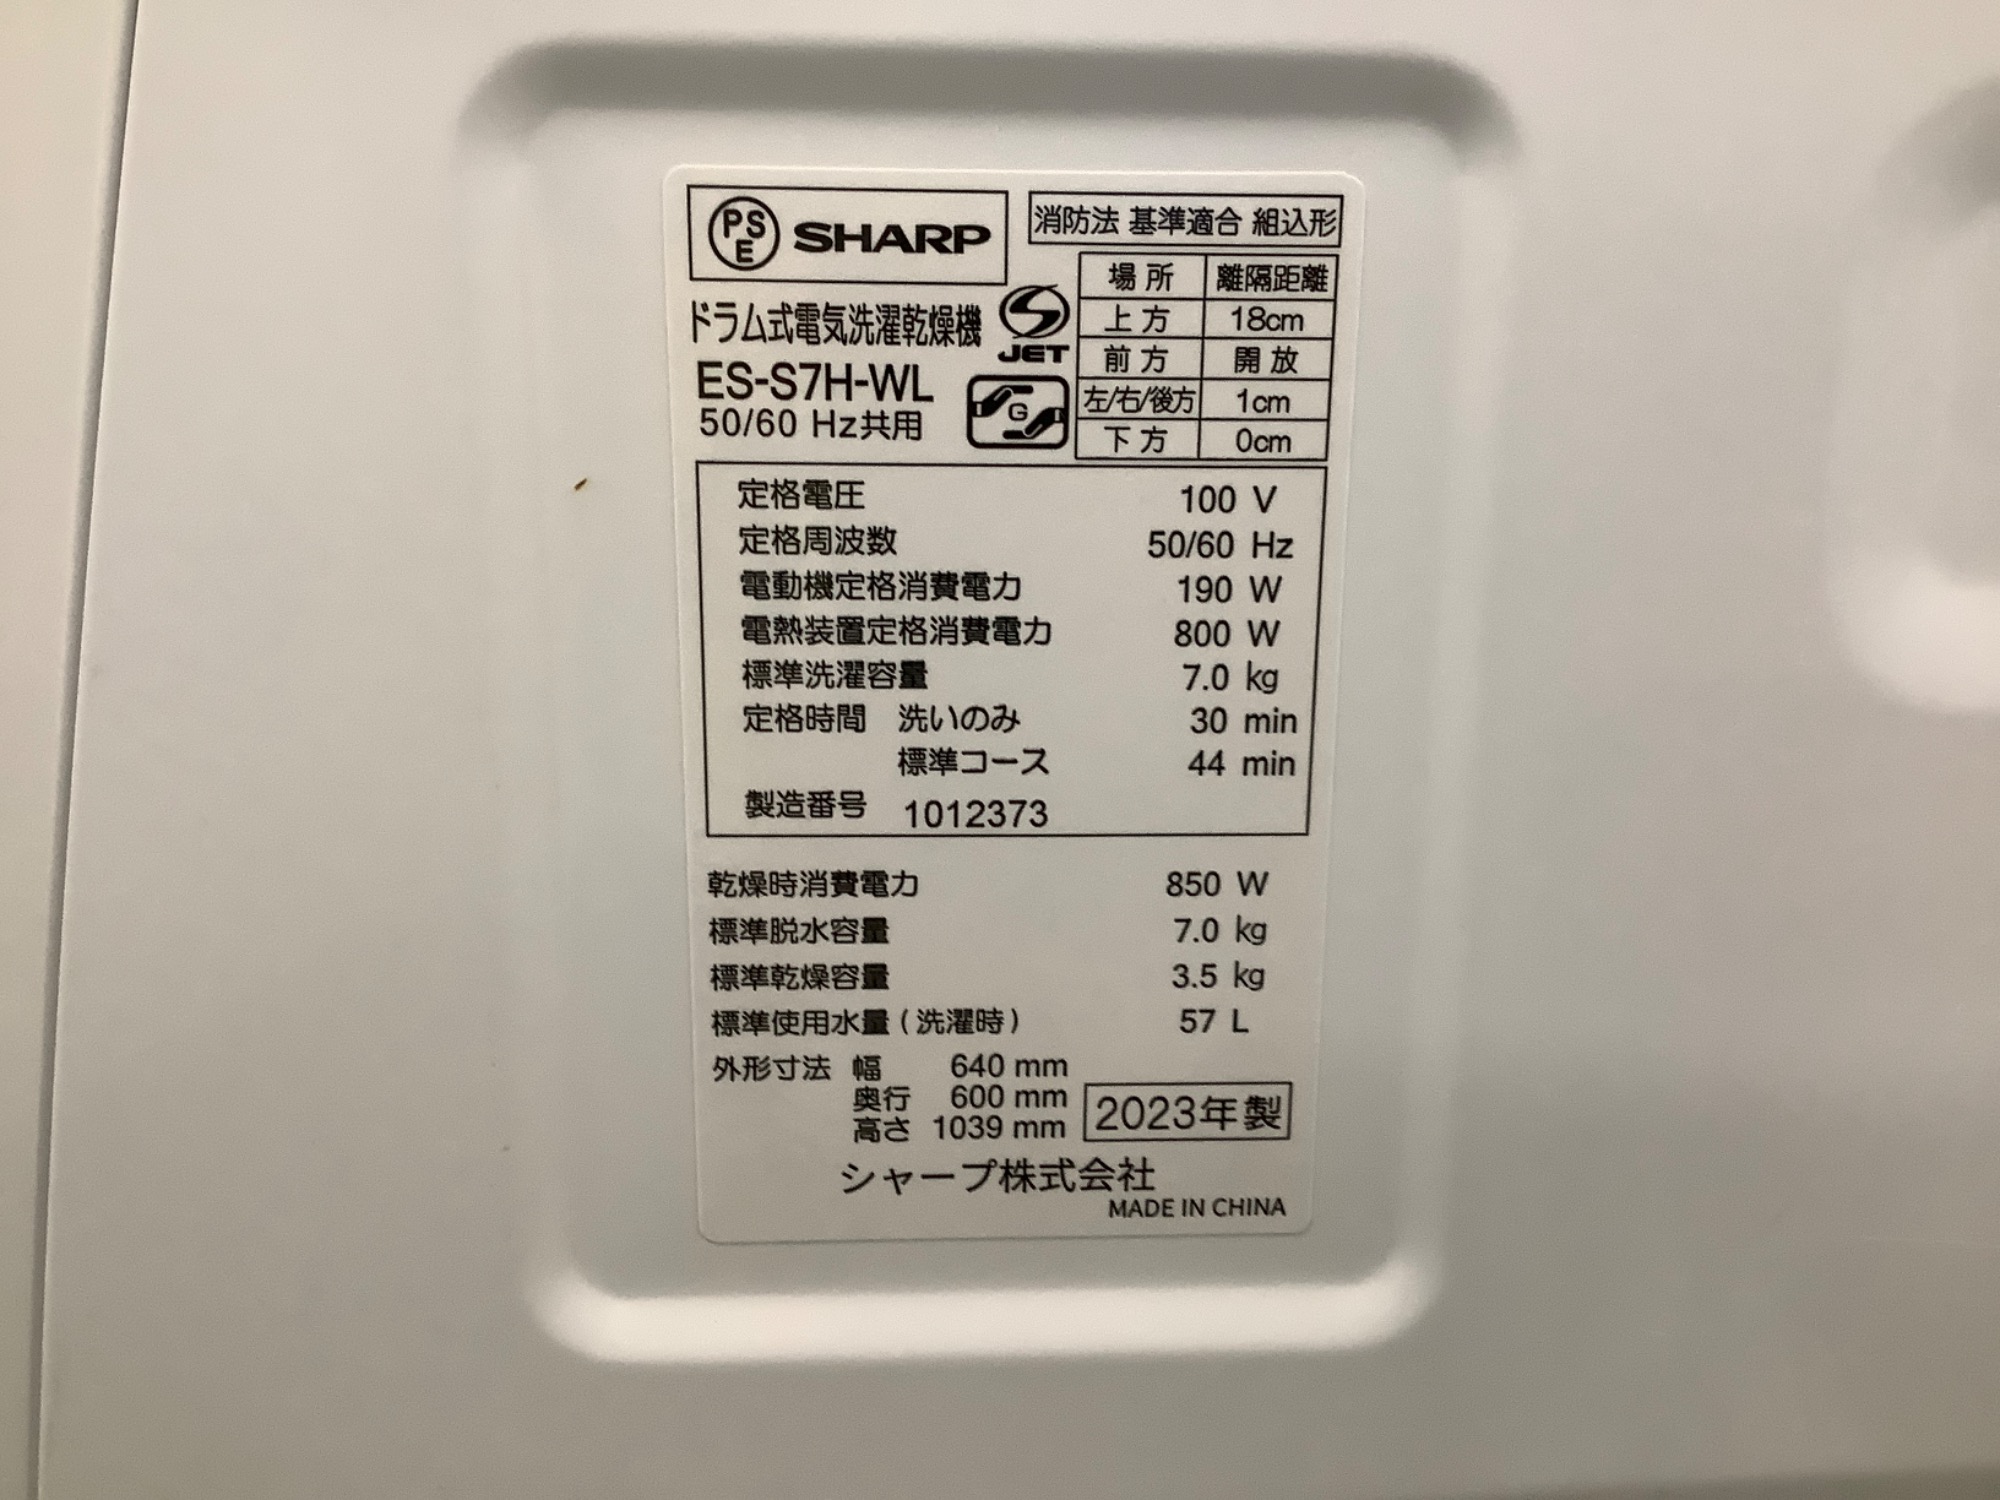 PSE SHARP
消防法 基準適合 組込形
場所 離隔距離
上方 18cm
前方 開放
左/右/後方 1cm
下方 0cm
ドラム式電気洗濯乾燥機
JET
ES-S7H-WL
G
50/60 Hz共用
定格電圧 100 V
定格周波数 50/60 Hz
電動機定格消費電力 190 W
電熱装置定格消費電力 800 W
標準洗濯容量 7.0 kg
定格時間 洗いのみ 30 min
標準コース 44 min
製造番号 1012373
乾燥時消費電力 850 W
標準脱水容量 7.0 kg
標準乾燥容量 3.5 kg
標準使用水量(洗濯時) 57 L
外形寸法 幅 640 mm
奥行 600 mm
高さ 1039 mm
2023年製
シャープ株式会社
MADE IN CHINA